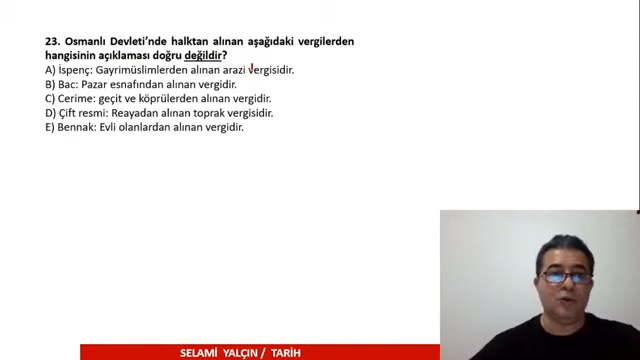 23. Osmanlı Devleti'nde halktan alınan aşağıdaki vergilerden
hangisinin açıklaması doğru değildir?
A) İspenç: Gayrimüslimlerden alınan arazi vergisidir.
B) Bac: Pazar esnafından alınan vergidir.
C) Cerime: geçit ve köprülerden alınan vergidir.
D) Çift resmi: Reayadan alınan toprak vergisidir.
E) Bennak: Evli olanlardan alınan vergidir.
SELAMİ YALÇIN / TARİH